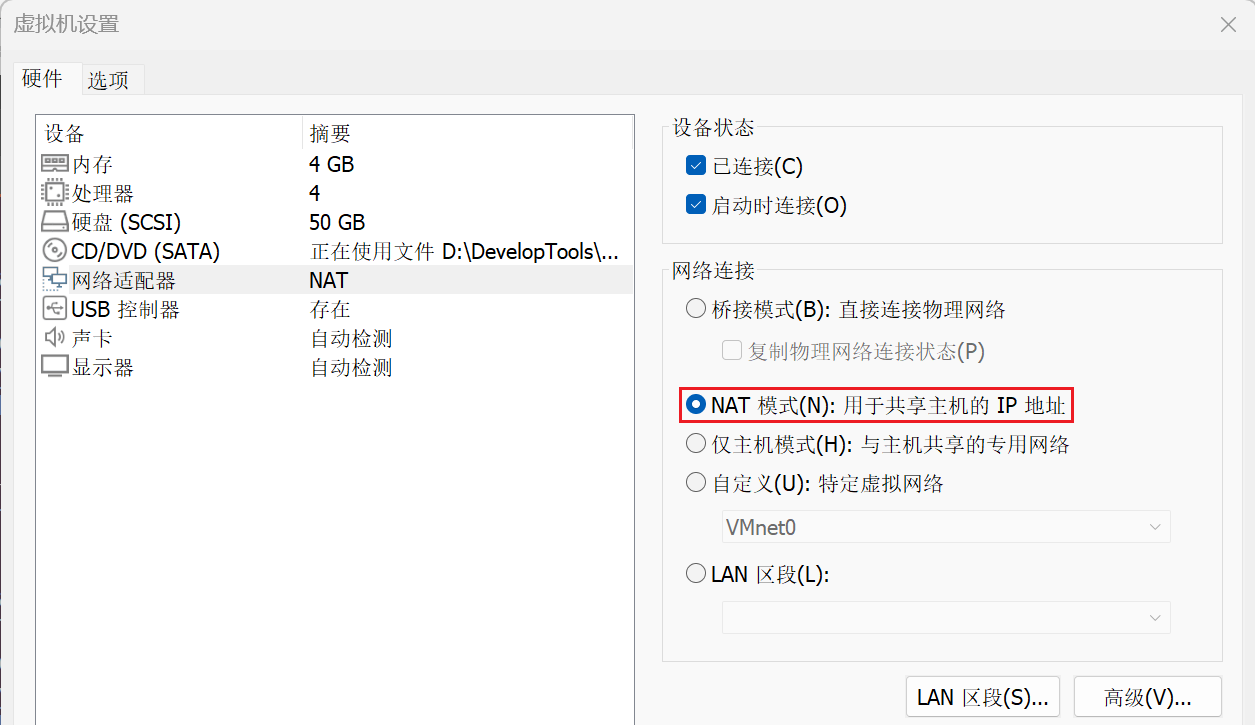 虚拟机设置
硬件 选项
设备 摘要
内存 4 GB
处理器 4
硬盘 (SCSI) 50 GB
CD/DVD (SATA) 正在使用文件 D:\DevelopTools\...
网络适配器 NAT
USB 控制器 存在
声卡 自动检测
显示器 自动检测
设备状态
已连接(C)
启动时连接(O)
网络连接
桥接模式(B): 直接连接物理网络
复制物理网络连接状态(P)
NAT 模式(N): 用于共享主机的 IP 地址
仅主机模式(H): 与主机共享的专用网络
自定义(U): 特定虚拟网络
VMnet0
LAN 区段(L):
LAN 区段(S)... 高级(V)...